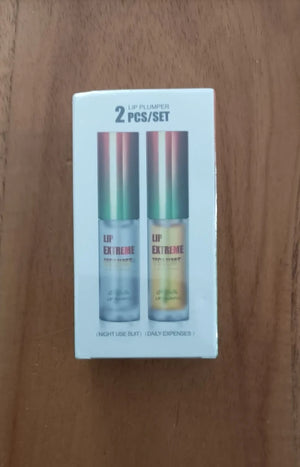 LIP PLUMPER
2 PCS/SET
LIP
EXTREME
LIP
EXTREME
(NIGHT USE SUIT) (DAILY EXPENSES)